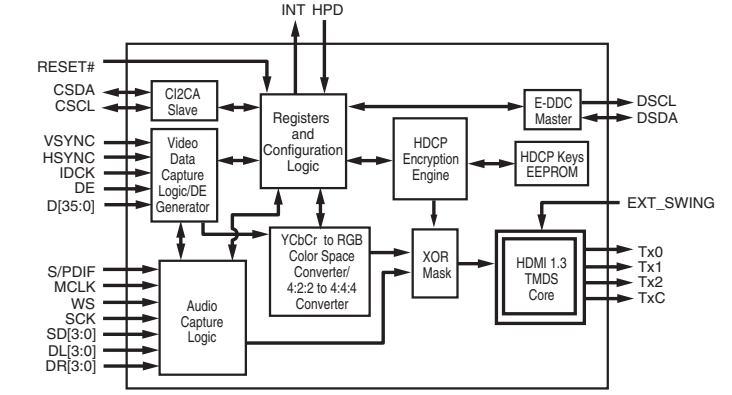 INT HPD
RESET#
CSDA
CSCL
CI2CA
Slave
Registers
and
Configuration
Logic
E-DDC
Master
DSCL
DSDA
VSYNC
HSYNC
IDCK
DE
D[35:0]
Video
Data
Capture
Logic/DE
Generator
HDCP
Encryption
Engine
HDCP Keys
EEPROM
EXT_SWING
YCbCr to RGB
Color Space
Converter/
4:2:2 to 4:4:4
Converter
XOR
Mask
HDMI 1.3
TMDS
Core
Tx0
Tx1
Tx2
TxC
S/PDIF
MCLK
WS
SCK
SD[3:0]
DL[3:0]
DR[3:0]
Audio
Capture
Logic